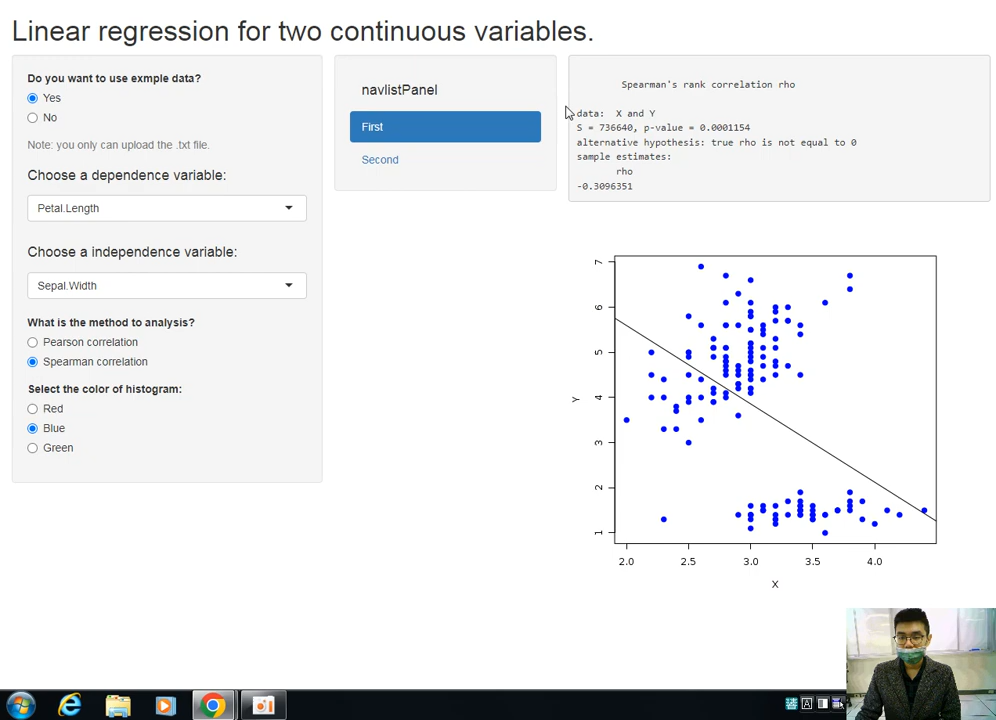 Linear regression for two continuous variables.
Do you want to use exmple data?
Yes
No
Note: you only can upload the .txt file.
Choose a dependence variable:
Petal.Length
Choose a independence variable:
Sepal.Width
What is the method to analysis?
Pearson correlation
Spearman correlation
Select the color of histogram:
Red
Blue
Green
navlistPanel
First
Second
Spearman's rank correlation rho
data:  X and Y
S = 736640, p-value = 0.0001154
alternative hypothesis: true rho is not equal to 0
sample estimates:
rho
-0.3096351
7
6
5
4
3
2
1
Y
2.0 2.5 3.0 3.5 4.0
X
A